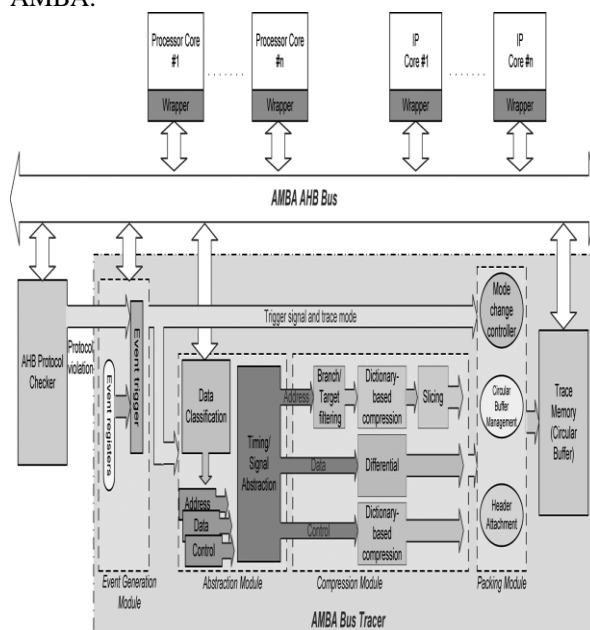 AMBA.
Processor Core
#1
Wrapper
.......
Processor Core
#n
Wrapper
IP
Core #1
Wrapper
.......
IP
Core #n
Wrapper
AMBA AHB Bus
AHB Protocol
Checker
Protocol
violation
Event registers
Event trigger
Event Generation
Module
Trigger signal and trace mode
Data
Classification
Address
Data
Control
Timing/
Signal
Abstraction
Abstraction Module
Address
Branch/
Target
filtering
Dictionary-
based
compression
Slicing
Data
Differential
Control
Dictionary-
based
compression
Compression Module
Mode
change
controller
Circular
Buffer
Management
Header
Attachment
Packing Module
Trace
Memory
(Circular
Buffer)
AMBA Bus Tracer